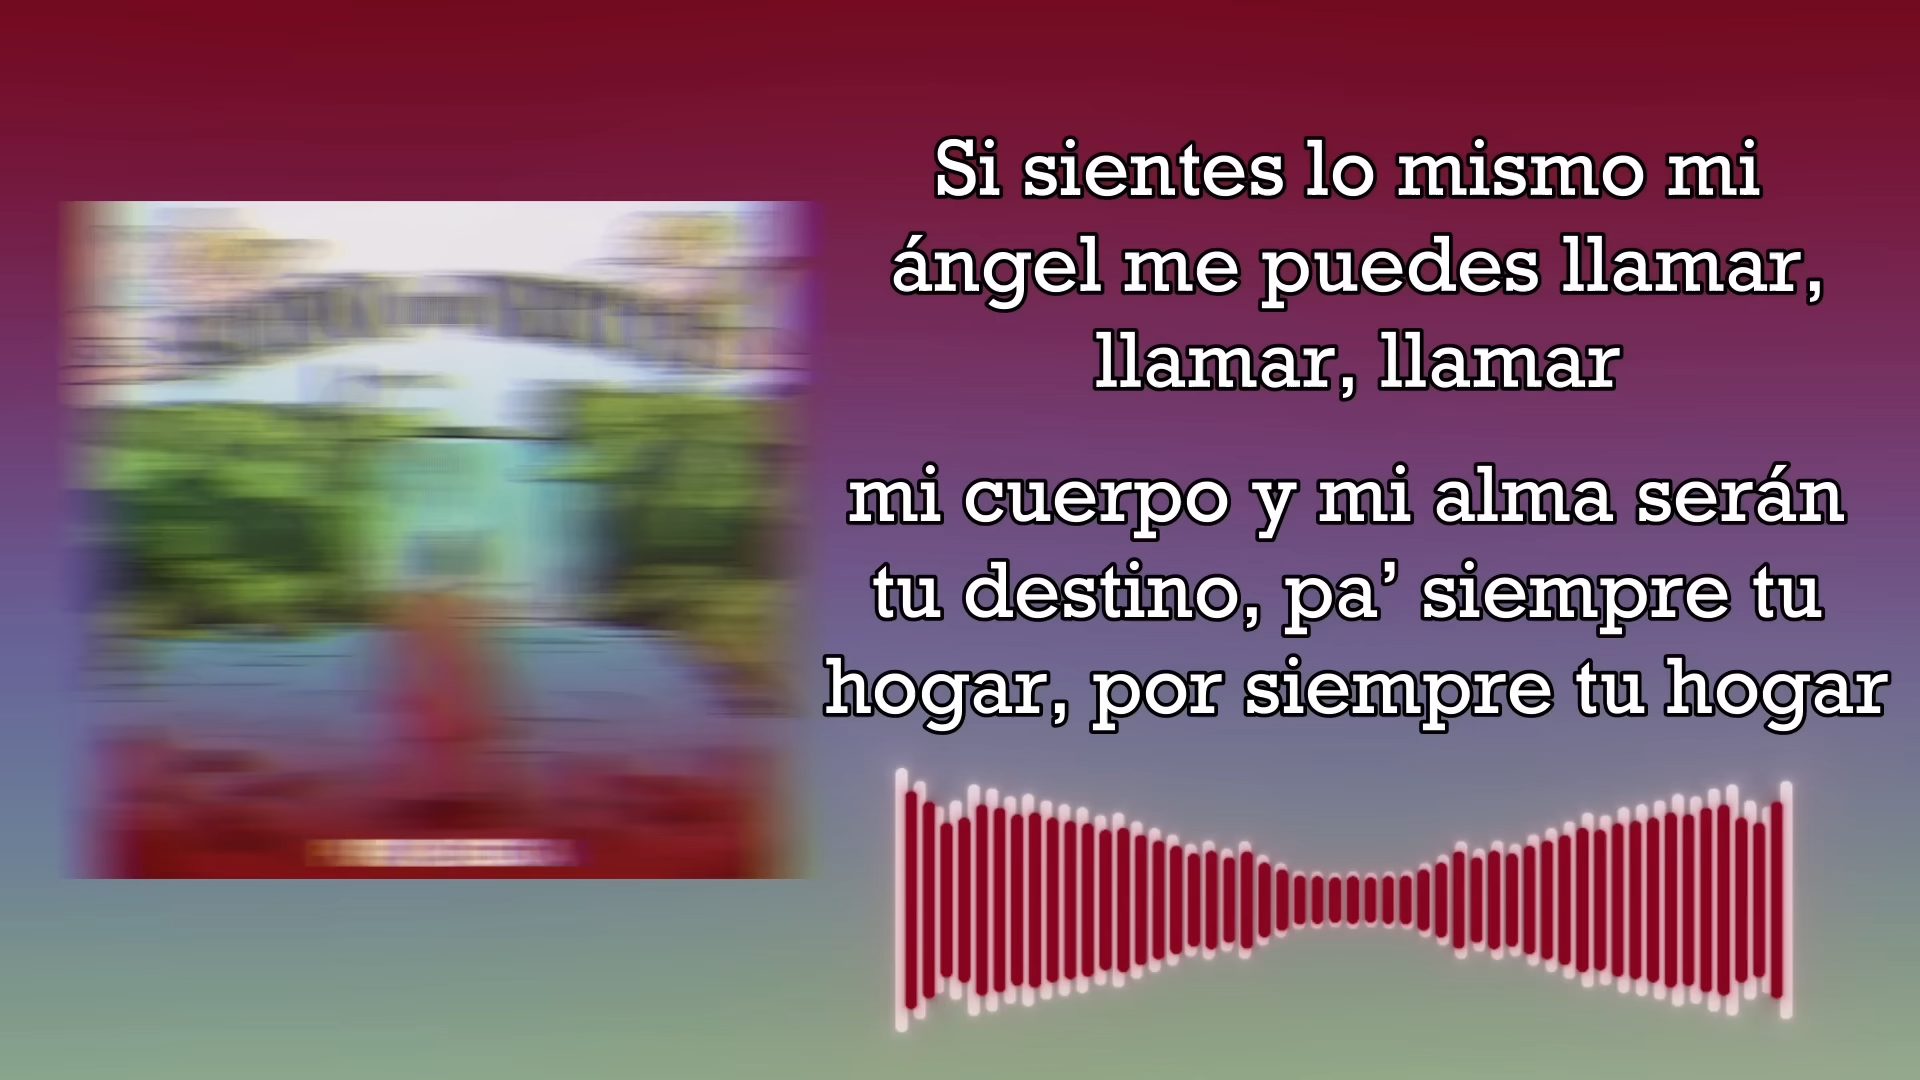 Si sientes lo mismo mi
ángel me puedes llamar,
llamar, llamar
mi cuerpo y mi alma serán
tu destino, pa’ siempre tu
hogar, por siempre tu hogar